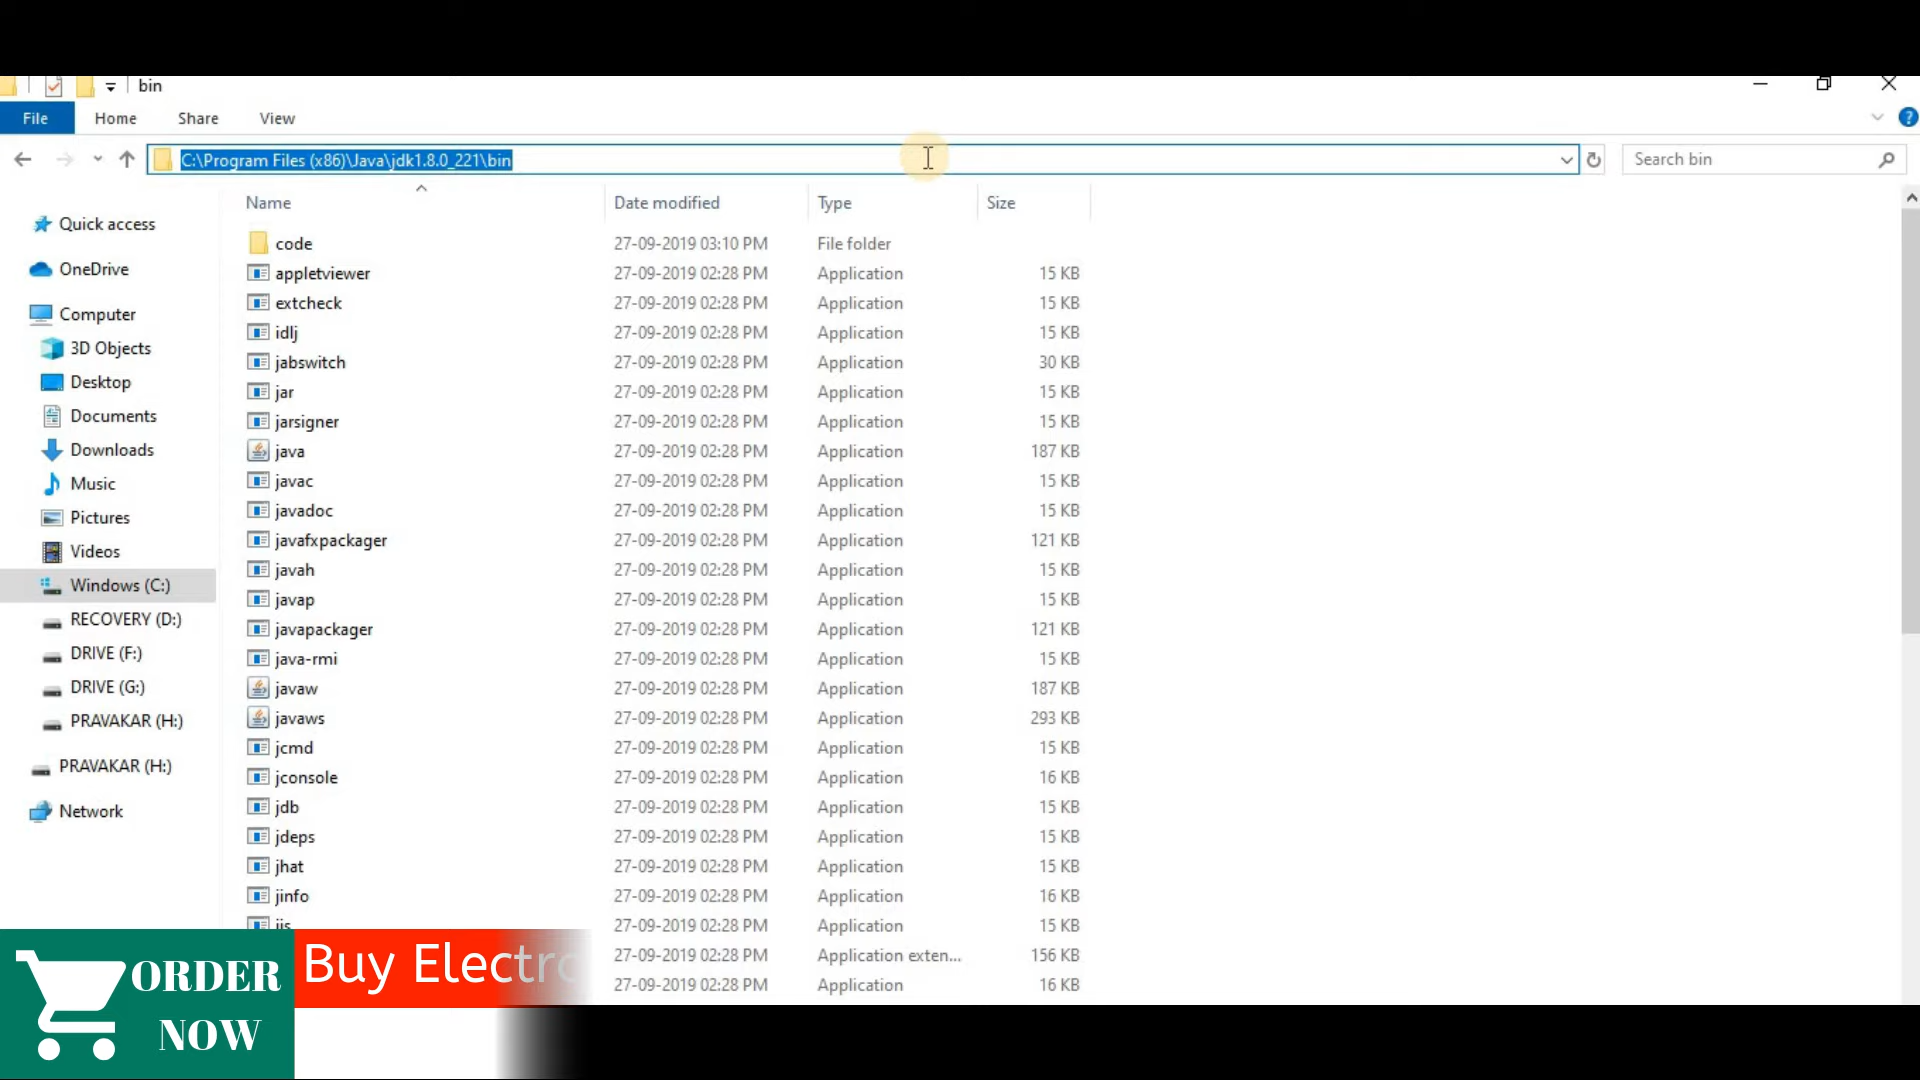 bin
File Home Share View
C:\Program Files (x86)\Java\jdk1.8.0_221\bin
Search bin
Name Date modified Type Size
Quick access
OneDrive
Computer
3D Objects
Desktop
Documents
Downloads
Music
Pictures
Videos
Windows (C:)
RECOVERY (D:)
DRIVE (F:)
DRIVE (G:)
PRAVAKAR (H:)
PRAVAKAR (H:)
Network
code 27-09-2019 03:10 PM File folder
appletviewer 27-09-2019 02:28 PM Application 15 KB
extcheck 27-09-2019 02:28 PM Application 15 KB
idlj 27-09-2019 02:28 PM Application 15 KB
jabswitch 27-09-2019 02:28 PM Application 30 KB
jar 27-09-2019 02:28 PM Application 15 KB
jarsigner 27-09-2019 02:28 PM Application 15 KB
java 27-09-2019 02:28 PM Application 187 KB
javac 27-09-2019 02:28 PM Application 15 KB
javadoc 27-09-2019 02:28 PM Application 15 KB
javafxpackager 27-09-2019 02:28 PM Application 121 KB
javah 27-09-2019 02:28 PM Application 15 KB
javap 27-09-2019 02:28 PM Application 15 KB
javapackager 27-09-2019 02:28 PM Application 121 KB
java-rmi 27-09-2019 02:28 PM Application 15 KB
javaw 27-09-2019 02:28 PM Application 187 KB
javaws 27-09-2019 02:28 PM Application 293 KB
jcmd 27-09-2019 02:28 PM Application 15 KB
jconsole 27-09-2019 02:28 PM Application 16 KB
jdb 27-09-2019 02:28 PM Application 15 KB
jdeps 27-09-2019 02:28 PM Application 15 KB
jhat 27-09-2019 02:28 PM Application 15 KB
jinfo 27-09-2019 02:28 PM Application 16 KB
27-09-2019 02:28 PM Application 15 KB
27-09-2019 02:28 PM Application exten... 156 KB
27-09-2019 02:28 PM Application 16 KB
ORDER
NOW
Buy Electro